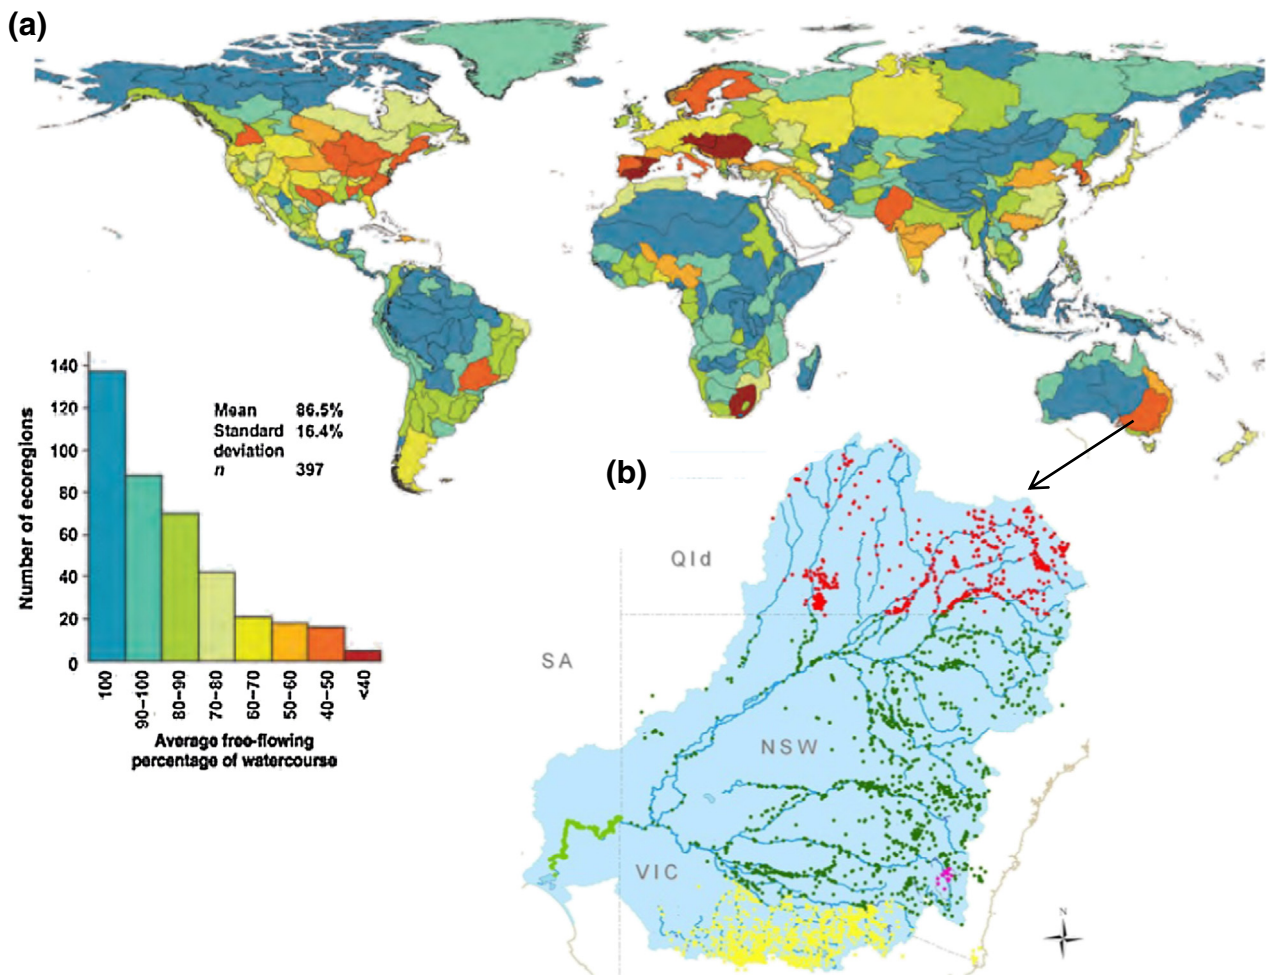 (a)
140
120
100
80
60
40
20
0
Number of ecoregions
Mean 86.5%
Standard 16.4%
deviation
n 397
100
90–100
80–90
70–80
60–70
50–60
40–50
<40
Average free-flowing
percentage of watercourse
(b)
Qld
SA
NSW
VIC
N